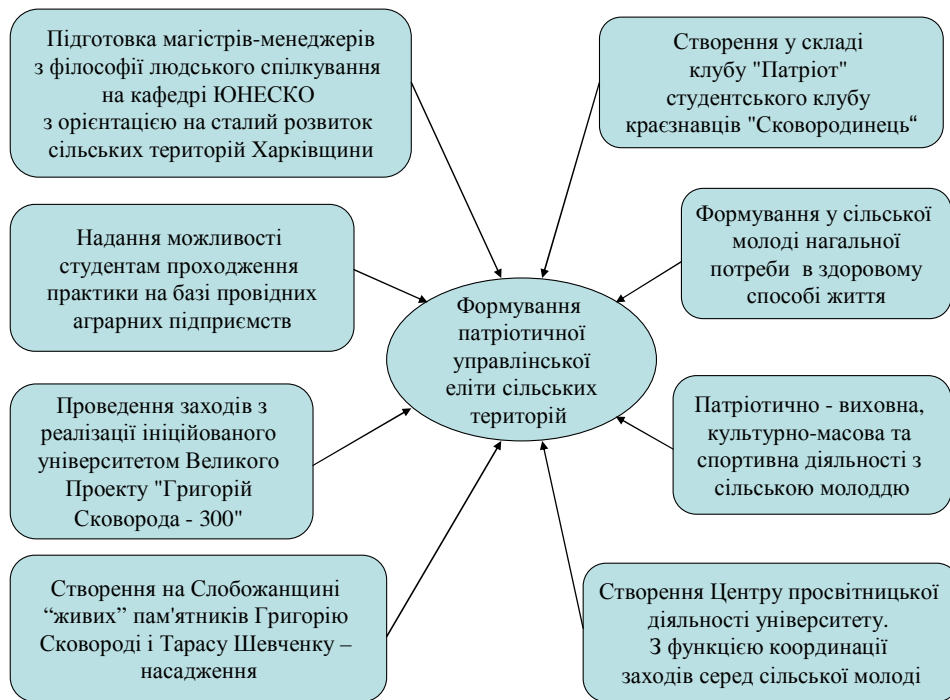 Підготовка магістрів-менеджерів
з філософії людського спілкування
на кафедрі ЮНЕСКО
з орієнтацією на сталий розвиток
сільських територій Харківщини
Створення у складі
клубу "Патріот"
студентського клубу
краєзнавців "Сковородинець“
Надання можливості
студентам проходження
практики на базі провідних
аграрних підприємств
Формування у сільської
молоді нагальної
потреби в здоровому
способі життя
Формування
патріотичної
управлінської
еліти сільських
територій
Проведення заходів з
реалізації ініційованого
університетом Великого
Проекту "Григорій
Сковорода - 300"
Патріотично - виховна,
культурно-масова та
спортивна діяльності з
сільською молоддю
Створення на Слобожанщині
“живих” пам'ятників Григорію
Сковороді і Тарасу Шевченку –
насадження
Створення Центру просвітницької
діяльності університету.
З функцією координації
заходів серед сільської молоді